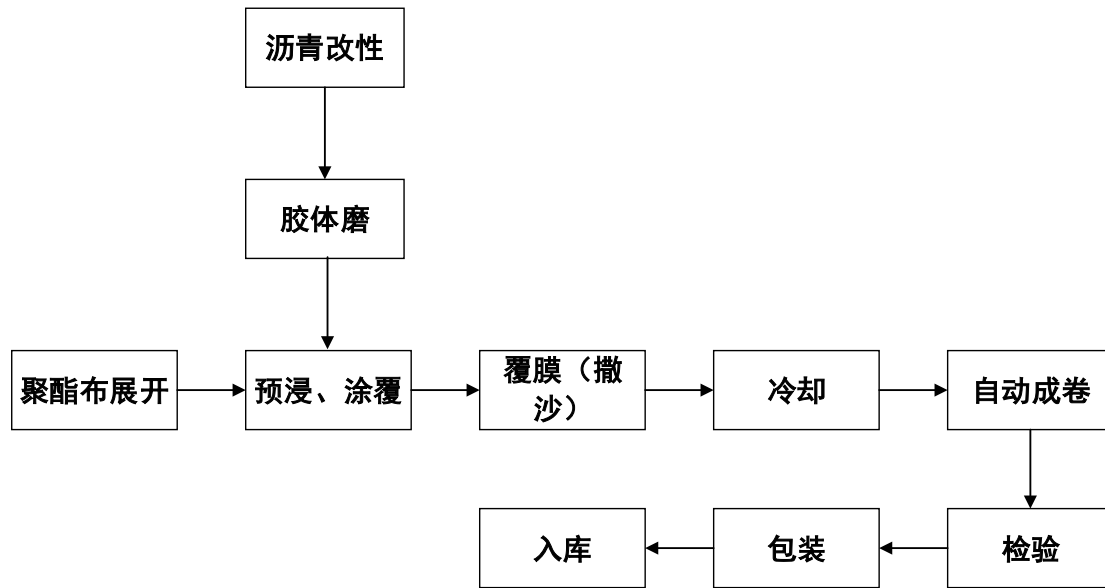 沥青改性
胶体磨
聚酯布展开
预浸、涂覆
覆膜（撒
沙）
冷却
自动成卷
入库
包装
检验